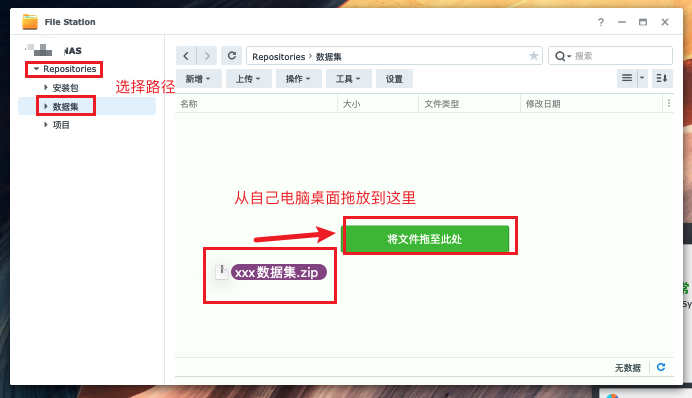 File Station
NAS
Repositories
选择路径
安装包
数据集
项目
Repositories › 数据集
搜索
新增
上传
操作
工具
设置
名称
大小
文件类型
修改日期
从自己电脑桌面拖放到这里
将文件拖至此处
xxx数据集.zip
无数据
常
Sy